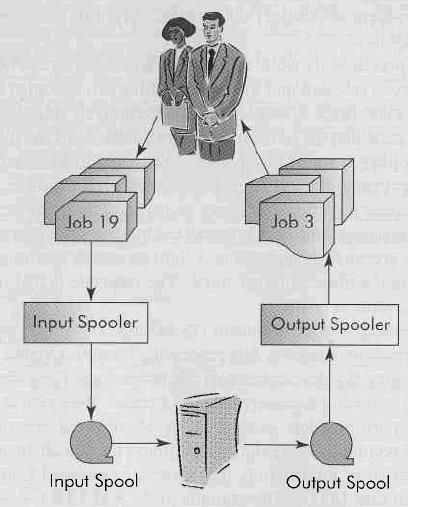 Job 19
Job 3
Input Spooler
Output Spooler
Input Spool
Output Spool